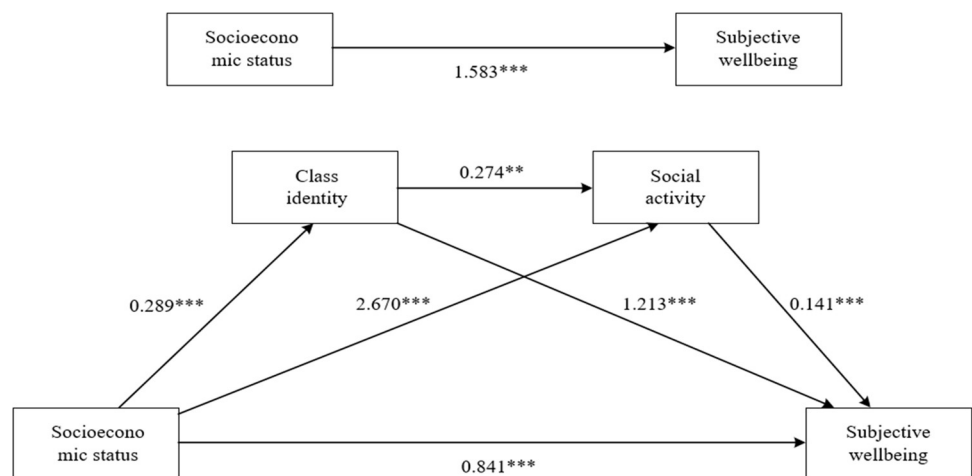 Socioecono
mic status
Subjective
wellbeing
1.583***
Class
identity
0.274**
Social
activity
0.289***
2.670***
1.213***
0.141***
Socioecono
mic status
0.841***
Subjective
wellbeing